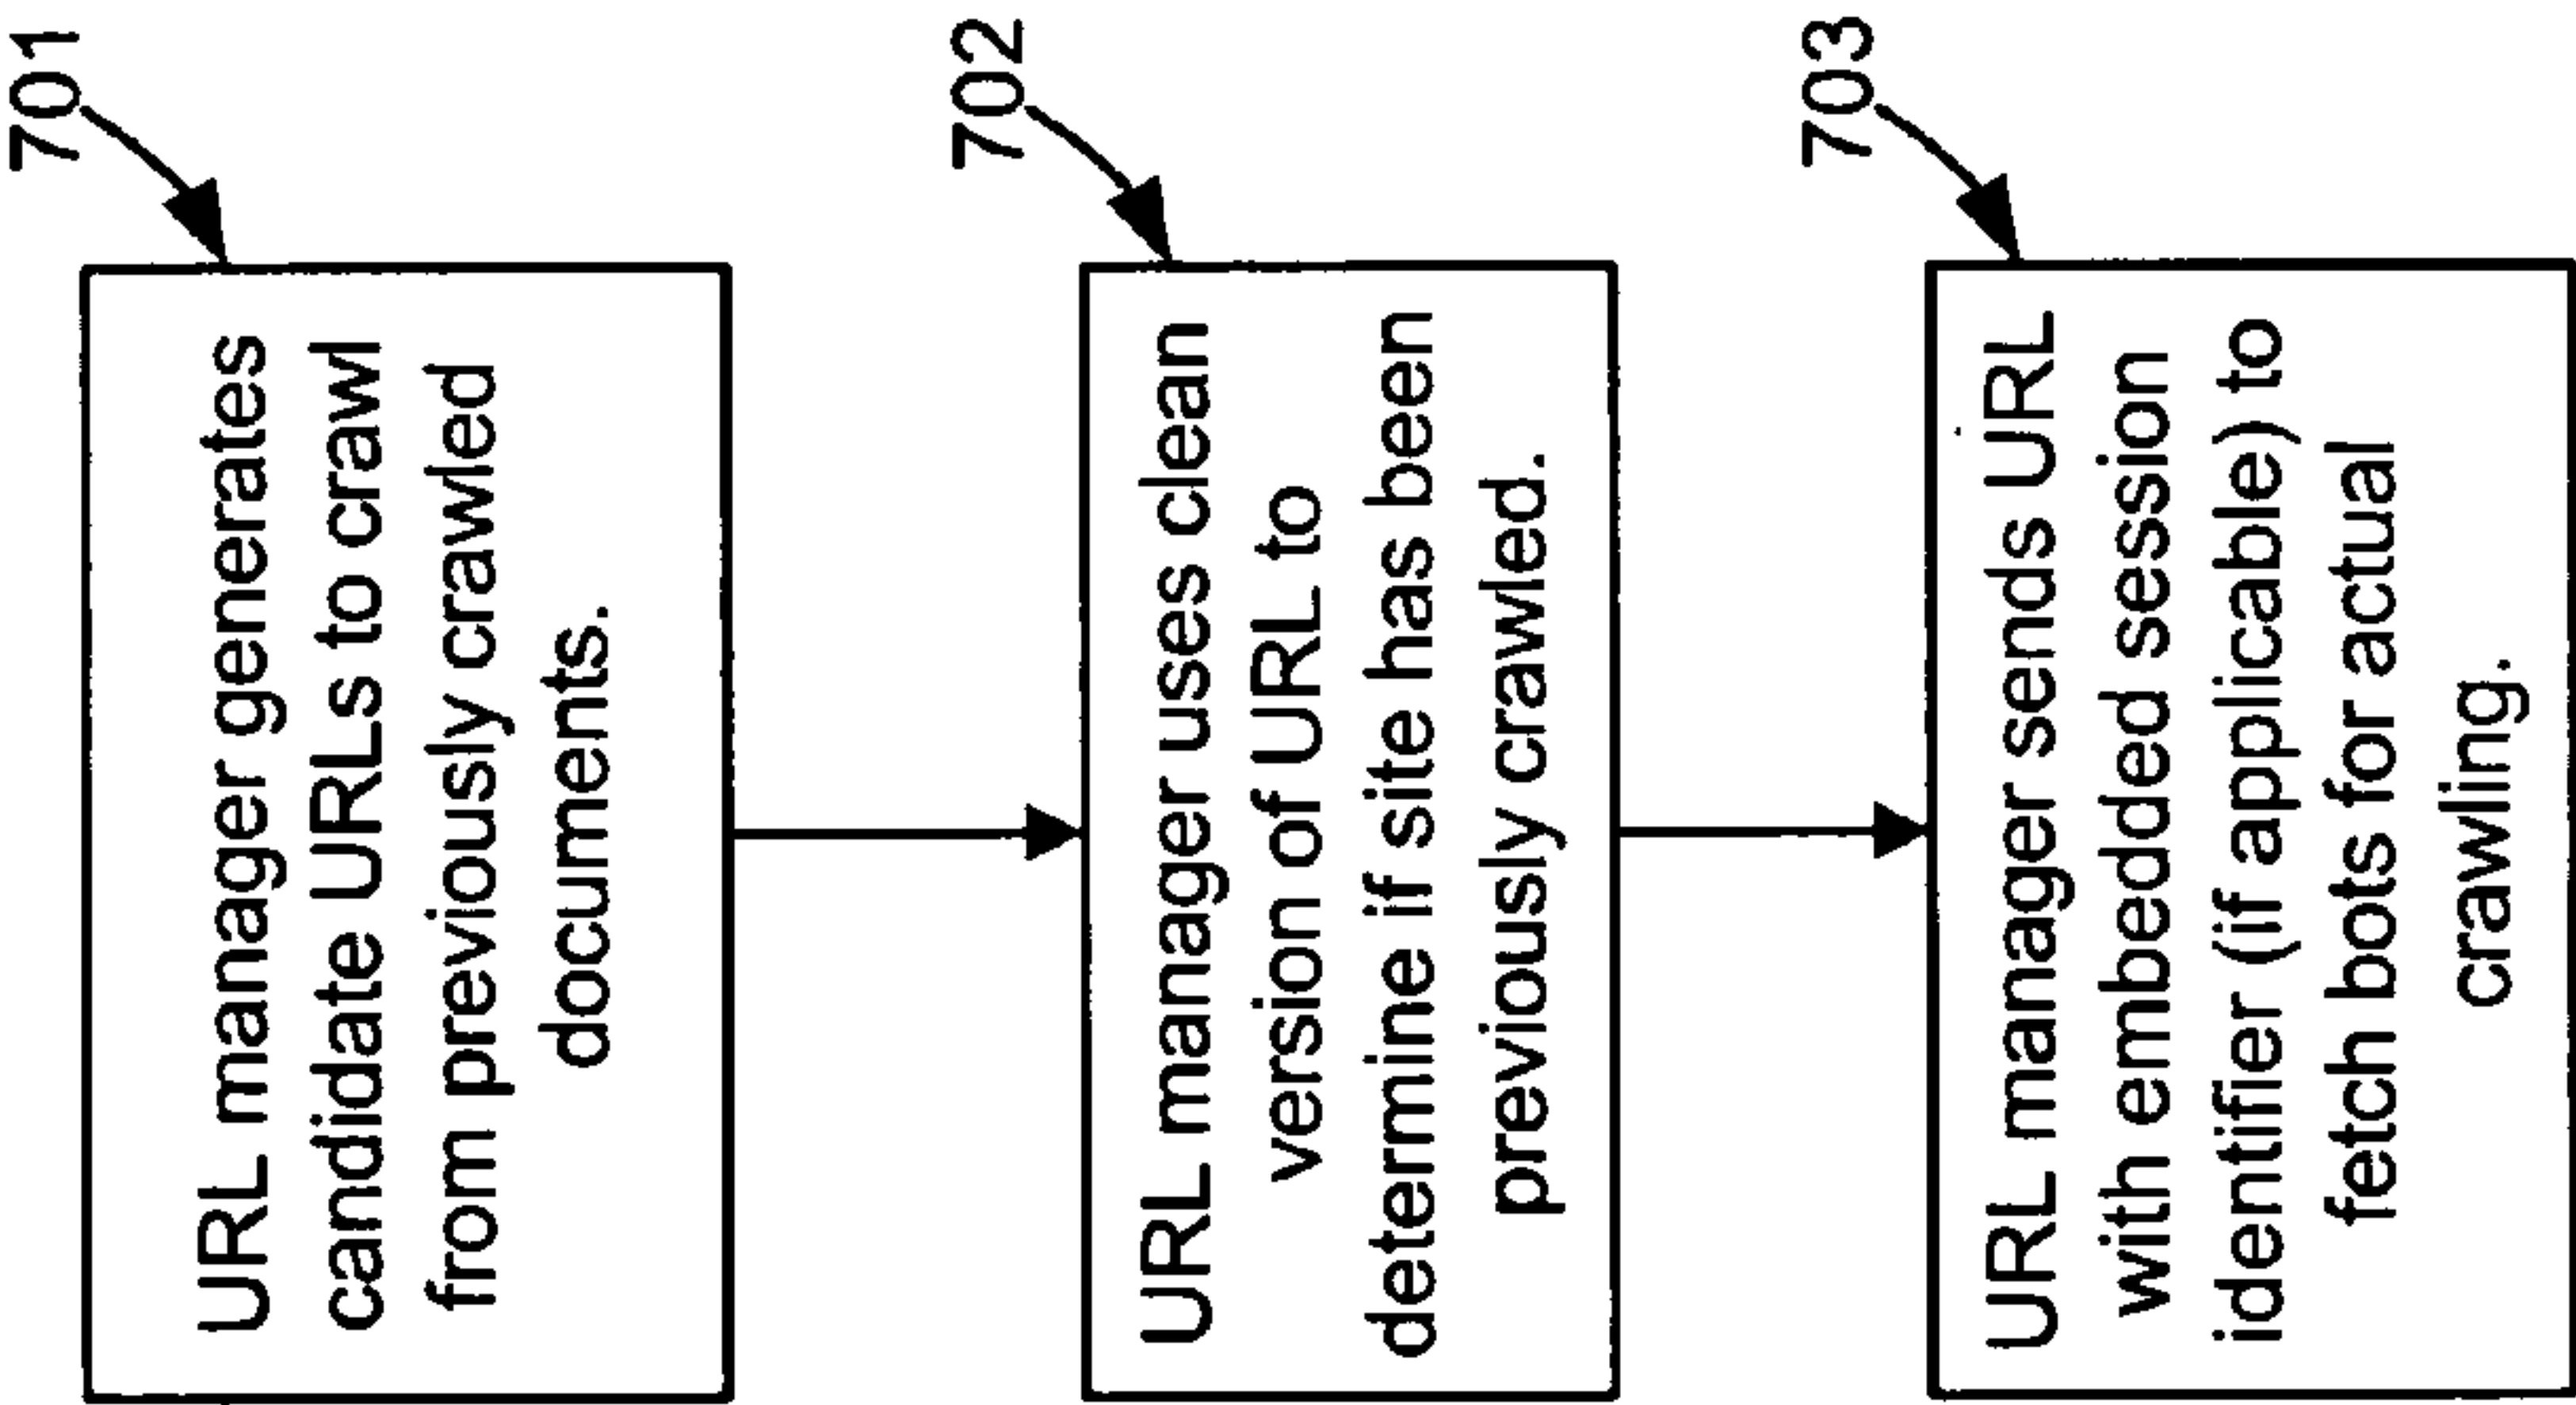 701
URL manager generates
candidate URLs to crawl
from previously crawled
documents.
702
URL manager uses clean
version of URL to
determine if site has been
previously crawled.
703
URL manager sends URL
with embedded session
identifier (if applicable) to
fetch bots for actual
crawling.